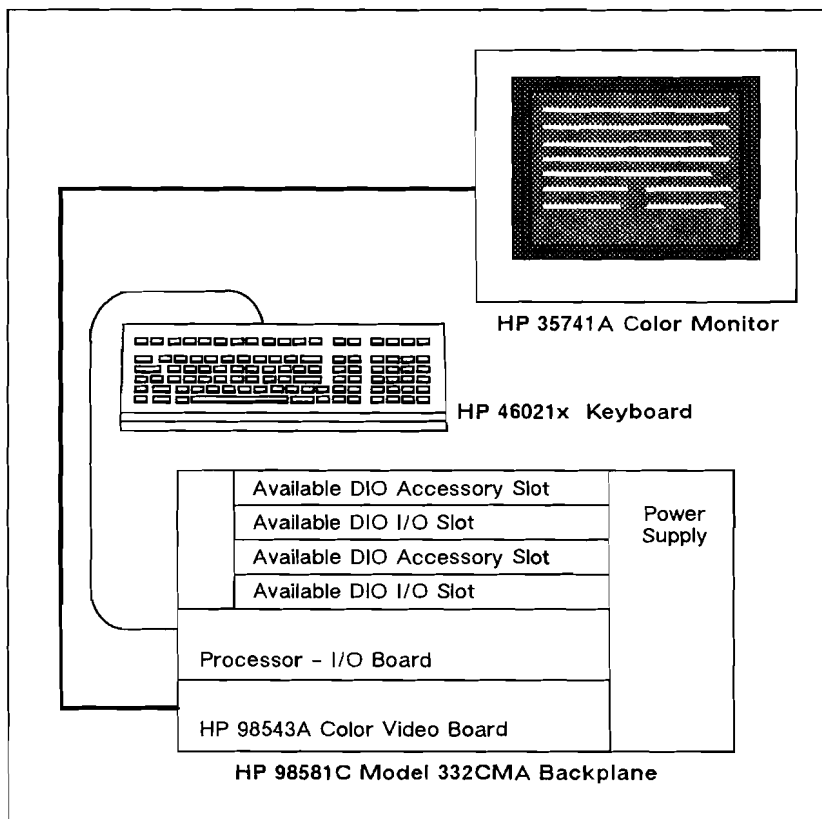 HP 35741A Color Monitor
HP 46021x Keyboard
Available DIO Accessory Slot
Available DIO I/O Slot
Available DIO Accessory Slot
Available DIO I/O Slot
Power
Supply
Processor - I/O Board
HP 98543A Color Video Board
HP 98581C Model 332CMA Backplane